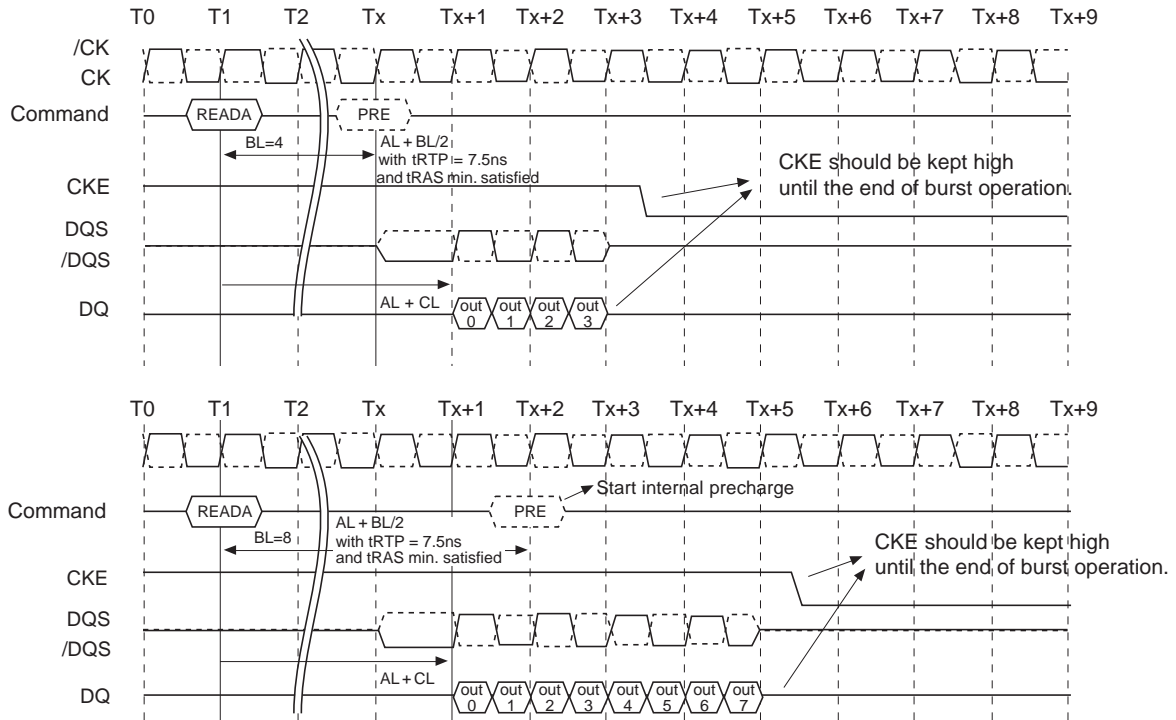 T0 T1 T2 Tx Tx+1 Tx+2 Tx+3 Tx+4 Tx+5 Tx+6 Tx+7 Tx+8 Tx+9
/CK
CK
Command READA PRE
BL=4
AL + BL/2
with tRTP = 7.5ns
and tRAS min. satisfied
CKE should be kept high
until the end of burst operation.
CKE
DQS
/DQS
AL + CL
DQ out 0 out 1 out 2 out 3
T0 T1 T2 Tx Tx+1 Tx+2 Tx+3 Tx+4 Tx+5 Tx+6 Tx+7 Tx+8 Tx+9
Start internal precharge
Command READA PRE
BL=8
AL + BL/2
with tRTP = 7.5ns
and tRAS min. satisfied
CKE should be kept high
until the end of burst operation.
CKE
DQS
/DQS
AL + CL
DQ out 0 out 1 out 2 out 3 out 4 out 5 out 6 out 7